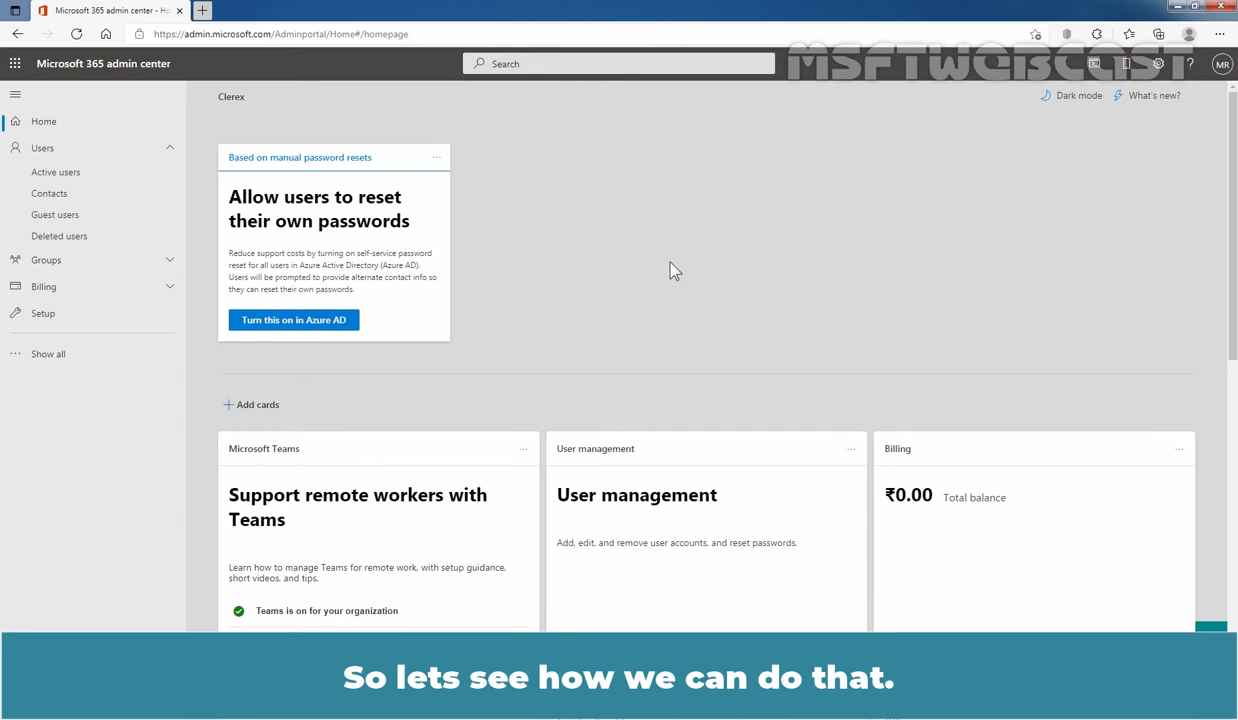 Microsoft 365 admin center - Ho
https://admin.microsoft.com/Adminportal/Home#/homepage
Microsoft 365 admin center
Search
MSFTWEBCAST
MR
Clerex
Dark mode
What's new?
Home
Users
Active users
Contacts
Guest users
Deleted users
Groups
Billing
Setup
Show all
Based on manual password resets
Allow users to reset
their own passwords
Reduce support costs by turning on self-service password
reset for all users in Azure Active Directory (Azure AD).
Users will be prompted to provide alternate contact info so
they can reset their own passwords.
Turn this on in Azure AD
Add cards
Microsoft Teams
Support remote workers with
Teams
Learn how to manage Teams for remote work, with setup guidance,
short videos, and tips.
Teams is on for your organization
User management
User management
Add, edit, and remove user accounts, and reset passwords.
Billing
₹0.00 Total balance
So lets see how we can do that.